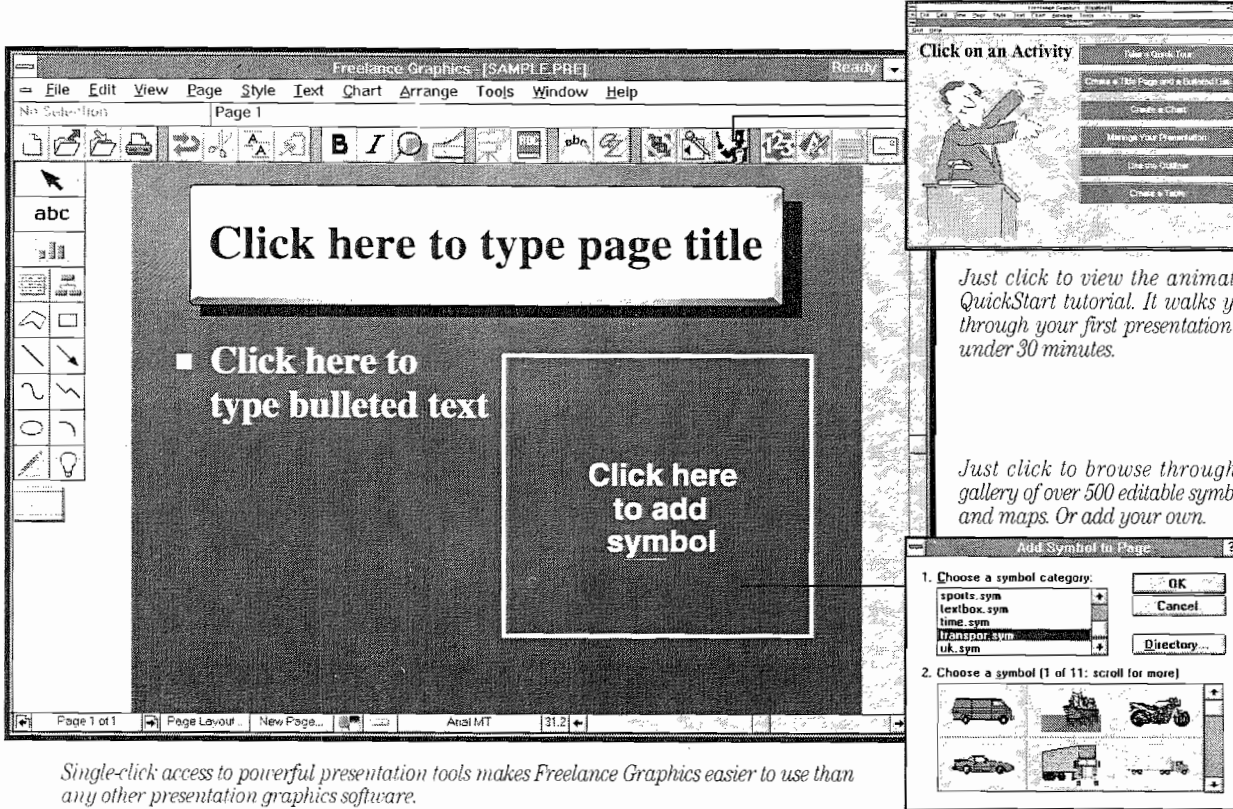 Freelance Graphics - [SAMPLE.PRE]
Ready
File Edit View Page Style Text Chart Arrange Tools Window Help
No Selection
Page 1
B I
abc
abc
Click here to type page title
Click here to
type bulleted text
Click here
to add
symbol
Page 1 of 1
Page Layout...
New Page...
Arial MT
31.2
Single-click access to powerful presentation tools makes Freelance Graphics easier to use than
any other presentation graphics software.
Click on an Activity
Take a Quick Tour
Create a Chart
Manage Your Presentation
Create a Table
Just click to view the animat
QuickStart tutorial. It walks y
through your first presentation
under 30 minutes.
Just click to browse through
gallery of over 500 editable symb
and maps. Or add your own.
Add Symbol to Page
?
1. Choose a symbol category:
sports.sym
textbox.sym
time.sym
transpor.sym
uk.sym
OK
Cancel
Directory...
2. Choose a symbol (1 of 11: scroll for more)